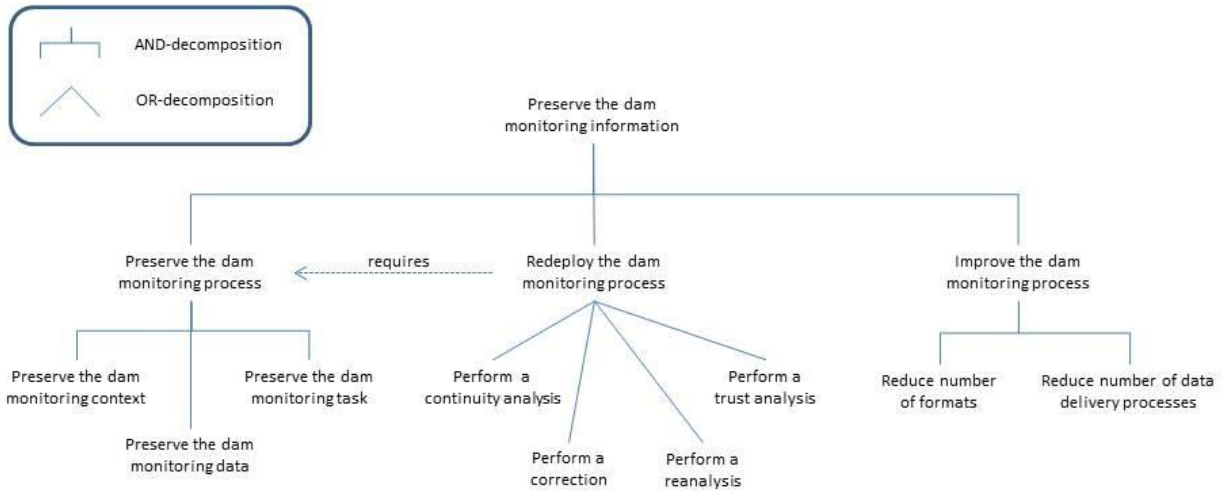 AND-decomposition
OR-decomposition
Preserve the dam
monitoring information
Preserve the dam
monitoring process
requires
Redeploy the dam
monitoring process
Improve the dam
monitoring process
Preserve the dam
monitoring context
Preserve the dam
monitoring data
Preserve the dam
monitoring task
Perform a
continuity analysis
Perform a
correction
Perform a
reanalysis
Perform a
trust analysis
Reduce number
of formats
Reduce number of data
delivery processes